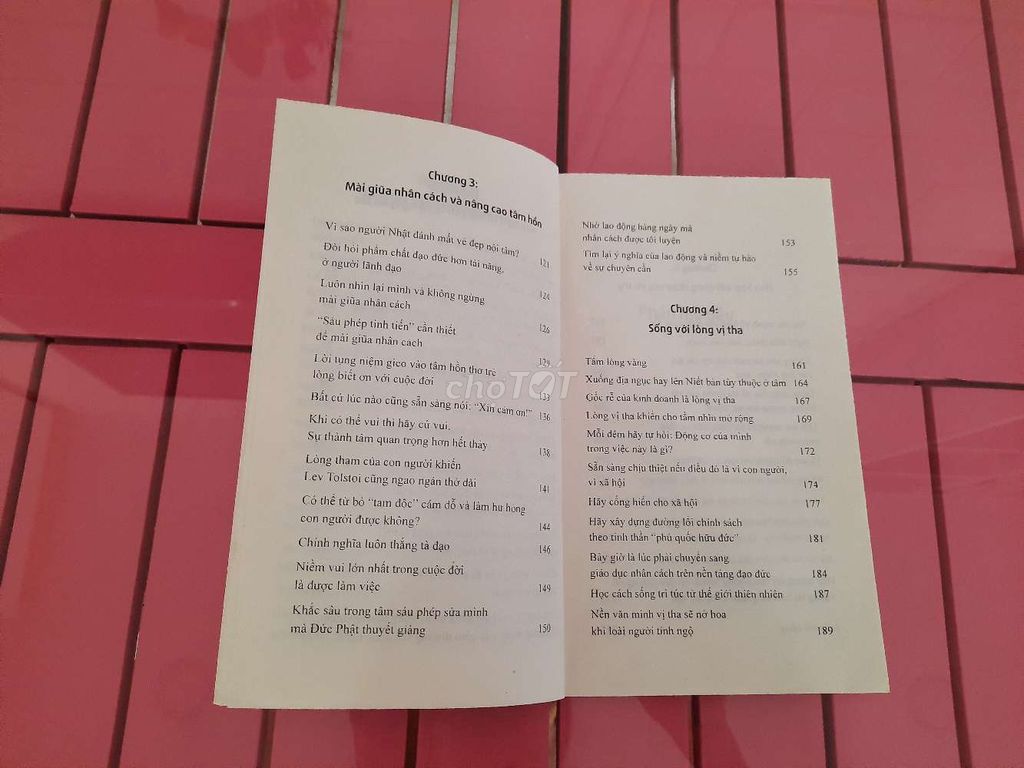 Chương 3:
Mài giũa nhân cách và nâng cao tâm hồn
Vì sao người Nhật đánh mất vẻ đẹp nội tâm? 121
Đòi hỏi phẩm chất đạo đức hơn tài năng,
ở người lãnh đạo 124
Luôn nhìn lại mình và không ngừng
mài giũa nhân cách 126
“Sáu phép tinh tiến” cần thiết
để mài giũa nhân cách 129
Lời tụng niệm gieo vào tâm hồn thơ trẻ
lòng biết ơn với cuộc đời 133
Bất cứ lúc nào cũng sẵn sàng nói: “Xin cảm ơn!” 136
Khi có thể vui thì hãy cứ vui,
Sự thành tâm quan trọng hơn hết thảy 138
Lòng tham của con người khiến
Lev Tolstoi cũng ngao ngán thở dài 141
Có thể từ bỏ “tam độc” cám dỗ và làm hư hỏng
con người được không? 144
Chính nghĩa luôn thắng tà đạo 146
Niềm vui lớn nhất trong cuộc đời
là được làm việc 149
Khắc sâu trong tâm sáu phép sửa mình
mà Đức Phật thuyết giảng 150
Nhờ lao động hàng ngày mà
nhân cách được tôi luyện 153
Tìm lại ý nghĩa của lao động và niềm tự hào
về sự chuyên cần 155
Chương 4:
Sống với lòng vị tha
Tấm lòng vàng 161
Xuống địa ngục hay lên Niết bàn tùy thuộc ở tâm 164
Gốc rễ của kinh doanh là lòng vị tha 167
Lòng vị tha khiến cho tầm nhìn mở rộng 169
Mỗi đêm hãy tự hỏi: Động cơ của mình
trong việc này là gì? 172
Sẵn sàng chịu thiệt nếu điều đó là vì con người,
vì xã hội 174
Hãy cống hiến cho xã hội 177
Hãy xây dựng đường lối chính sách
theo tinh thần “phú quốc hữu đức” 181
Bây giờ là lúc phải chuyển sang
giáo dục nhân cách trên nền tảng đạo đức 184
Học cách sống tri túc từ thế giới thiên nhiên 187
Nền văn minh vị tha sẽ nở hoa
khi loài người tỉnh ngộ 189
choTỐT